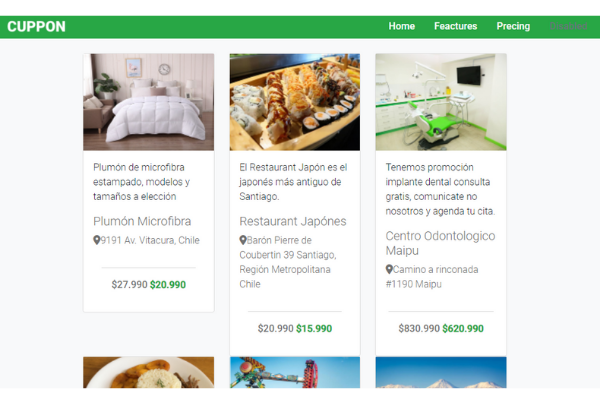 CUPPON
Home Feactures Precing
Plumón de microfibra
estampado, modelos y
tamaños a elección
Plumón Microfibra
9191 Av. Vitacura, Chile
$27.990 $20.990
El Restaurant Japón es el
japonés más antiguo de
Santiago.
Restaurant Japónes
Barón Pierre de
Coubertin 39 Santiago,
Región Metropolitana
Chile
$20.990 $15.990
Tenemos promoción
implante dental consulta
gratis, comunicate no
nosotros y agenda tu cita.
Centro Odontologico
Maipu
Camino a rinconada
#1190 Maipu
$830.990 $620.990